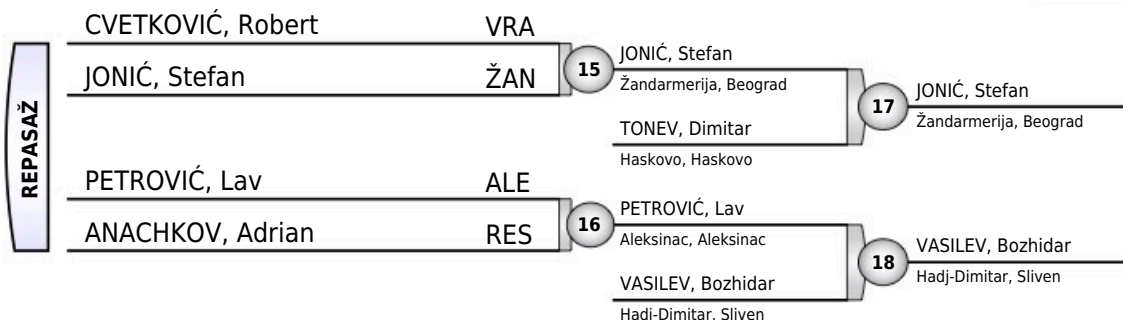 REPASAŽ
CVETKOVIĆ, Robert VRA
JONIĆ, Stefan ŽAN
15
JONIĆ, Stefan
Žandarmerija, Beograd
TONEV, Dimitar
Haskovo, Haskovo
17
JONIĆ, Stefan
Žandarmerija, Beograd
PETROVIĆ, Lav ALE
ANACHKOV, Adrian RES
16
PETROVIĆ, Lav
Aleksinac, Aleksinac
VASILEV, Bozhidar
Hadj-Dimitar, Sliven
18
VASILEV, Bozhidar
Hadj-Dimitar, Sliven